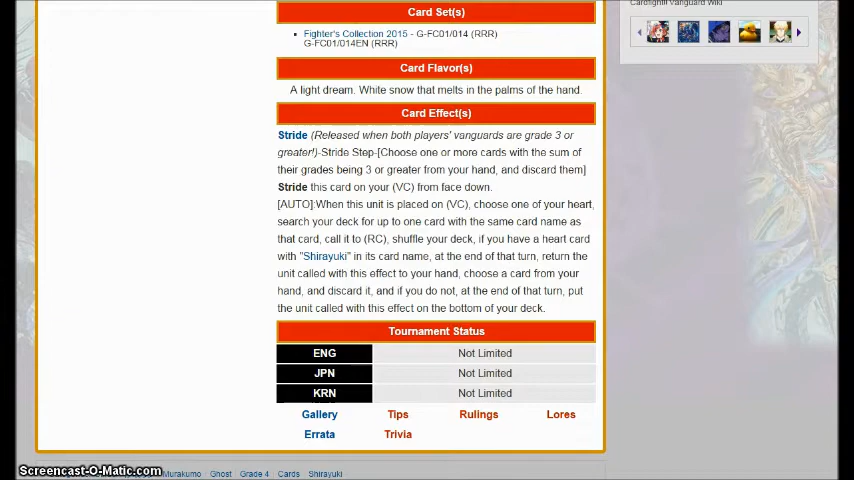 Cardfight!! Vanguard Wiki
Card Set(s)
Fighter's Collection 2015 - G-FC01/014 (RRR)
G-FC01/014EN (RRR)
Card Flavor(s)
A light dream. White snow that melts in the palms of the hand.
Card Effect(s)
Stride (Released when both players' vanguards are grade 3 or
greater!)-Stride Step-[Choose one or more cards with the sum of
their grades being 3 or greater from your hand, and discard them]
Stride this card on your (VC) from face down.
[AUTO]:When this unit is placed on (VC), choose one of your heart,
search your deck for up to one card with the same card name as
that card, call it to (RC), shuffle your deck, if you have a heart card
with "Shirayuki" in its card name, at the end of that turn, return the
unit called with this effect to your hand, choose a card from your
hand, and discard it, and if you do not, at the end of that turn, put
the unit called with this effect on the bottom of your deck.
Tournament Status
ENG Not Limited
JPN Not Limited
KRN Not Limited
Gallery Tips Rulings Lores
Errata Trivia
Screencast-O-Matic.com
Murakumo Ghost Grade 4 Cards Shirayuki